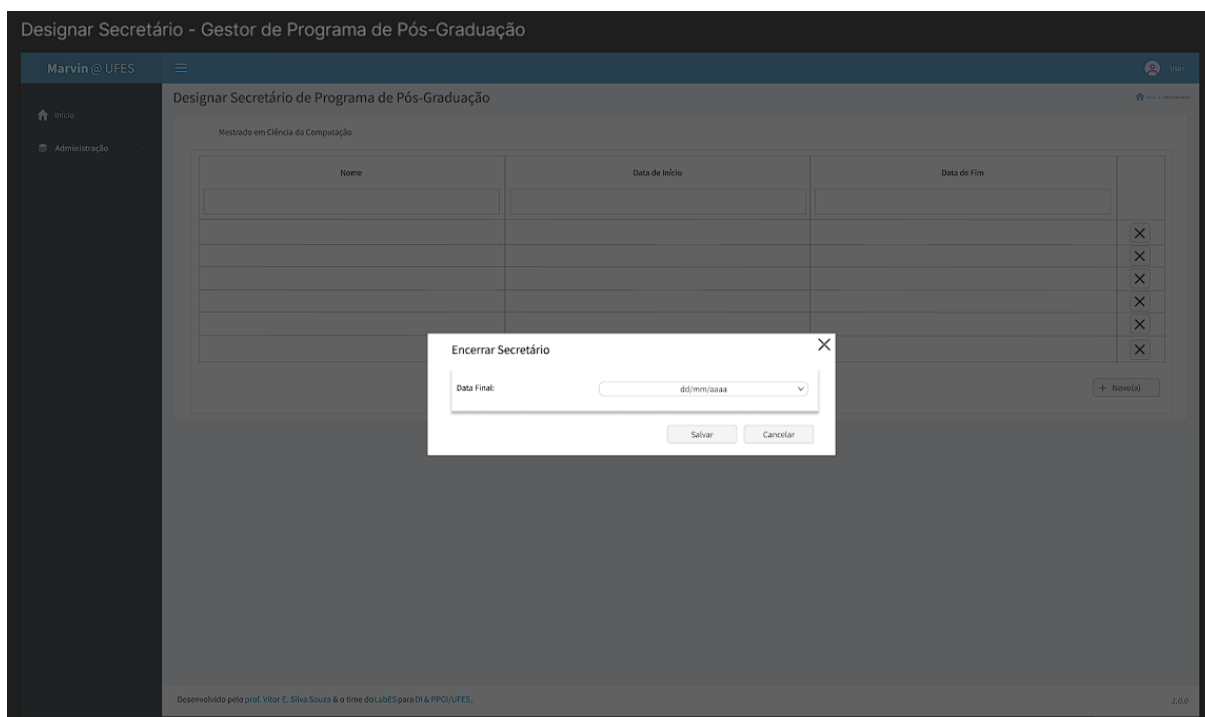 Designar Secretário - Gestor de Programa de Pós-Graduação
Marvin @ UFES
User
Designar Secretário de Programa de Pós-Graduação
Início
Mestrado em Ciência da Computação
Administração
Nome Data de Início Data de Fim
Encerrar Secretário
Data Final: dd/mm/aaaa
+ Novo(a)
Salvar Cancelar
Desenvolvido pelo prof. Vítor E. Silva Souza & o time do LabES para DI & PPGI/UFES. 1.0.0